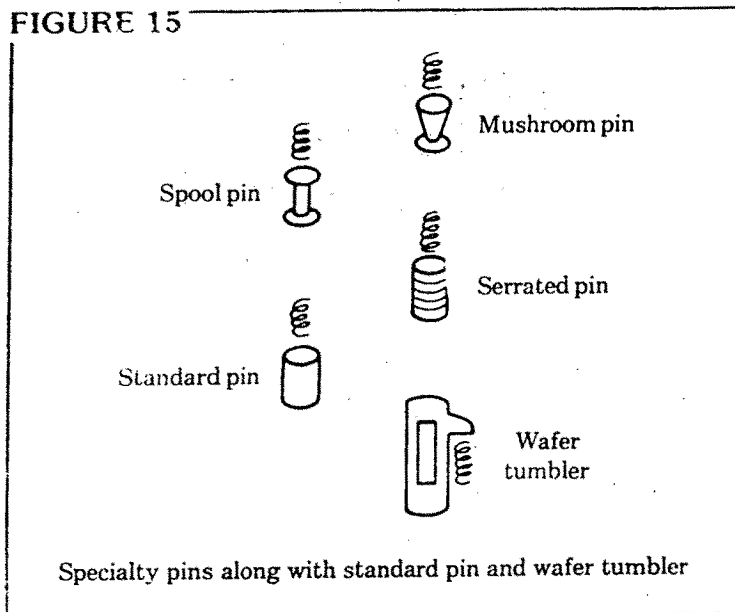 FIGURE 15
Mushroom pin
Spool pin
Serrated pin
Standard pin
Wafer
tumbler
Specialty pins along with standard pin and wafer tumbler